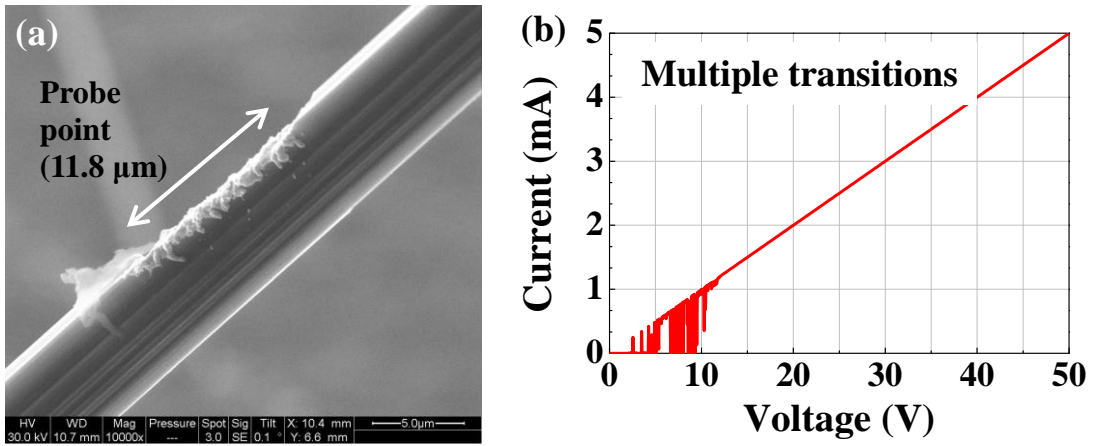 (a)
Probe
point
(11.8 µm)
HV WD Mag Pressure Spot Sig Tilt X: 10.4 mm 5.0µm
30.0 kV 10.7 mm 10000x --- 3.0 SE 0.1 ° Y: 6.6 mm
(b)
Multiple transitions
Current (mA)
5
4
3
2
1
0
0 10 20 30 40 50
Voltage (V)